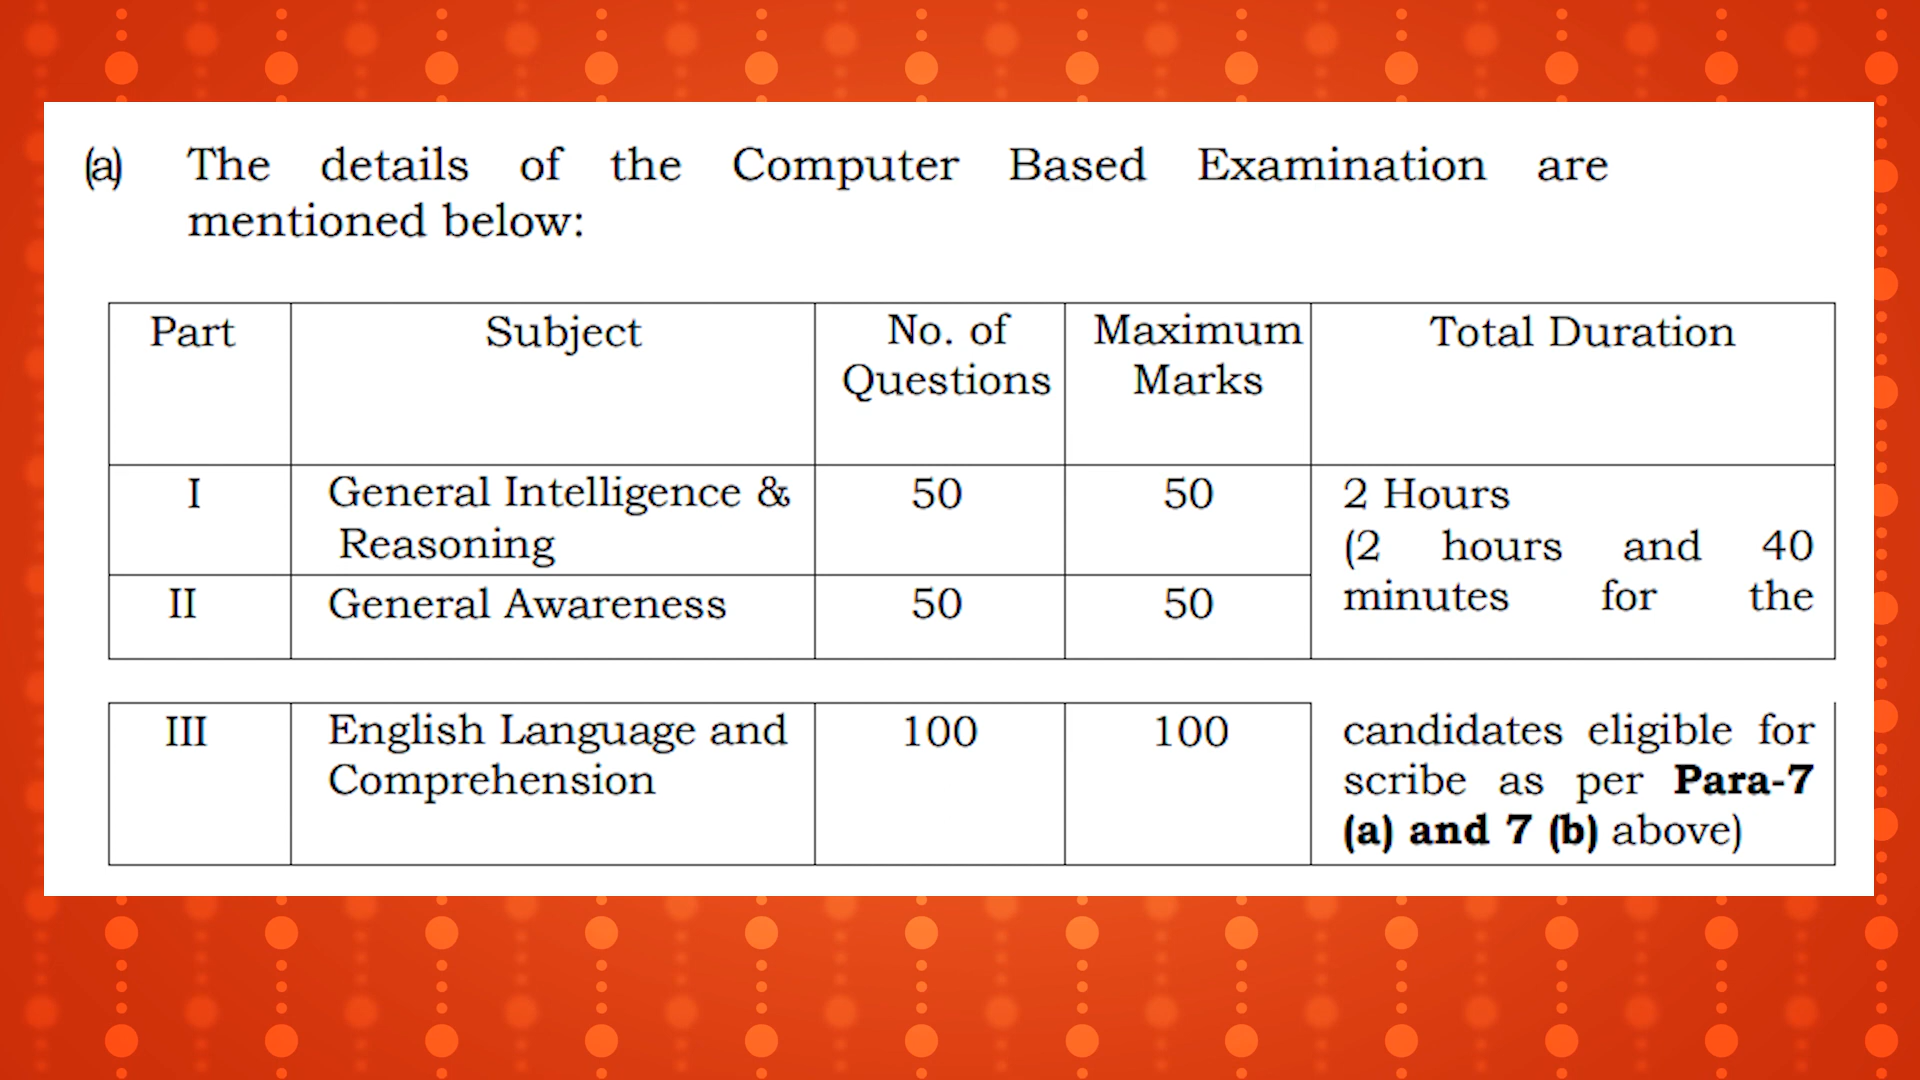 (a) The details of the Computer Based Examination are
mentioned below:
Part Subject No. of Questions Maximum Marks Total Duration
I General Intelligence & Reasoning 50 50 2 Hours
(2 hours and 40
minutes for the
II General Awareness 50 50
III English Language and Comprehension 100 100 candidates eligible for
scribe as per Para-7
(a) and 7 (b) above)